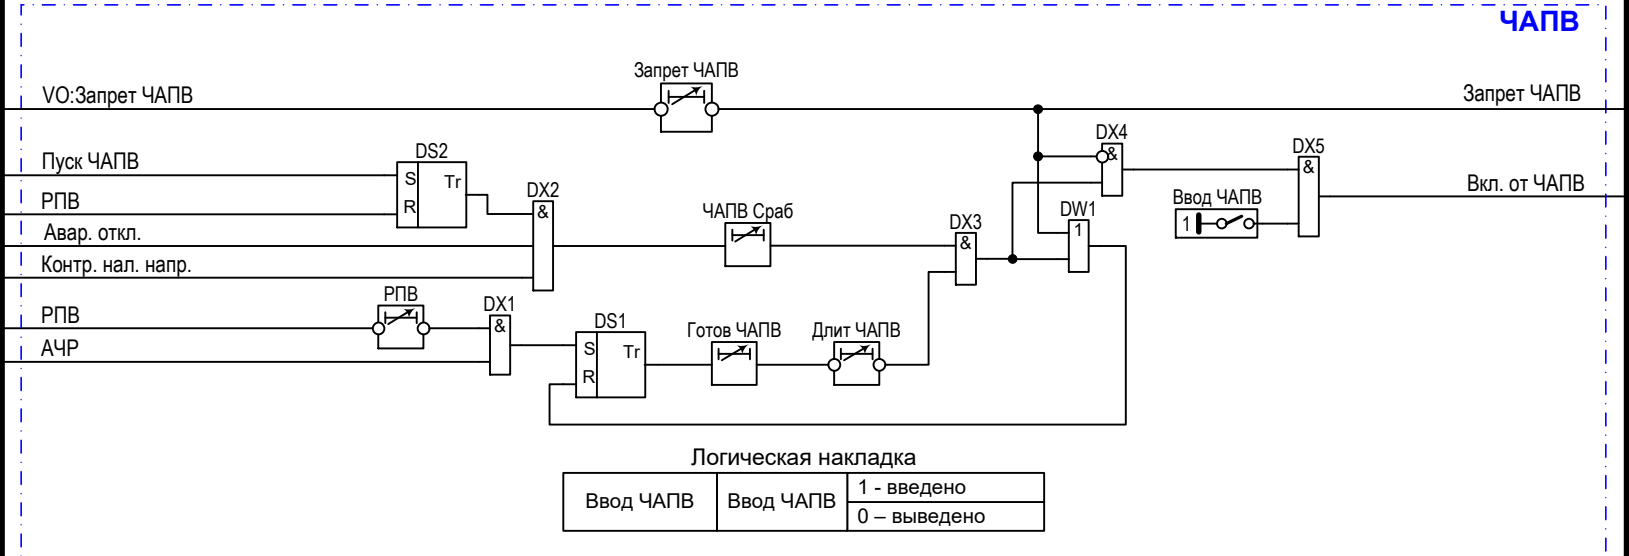 ЧАПВ
Запрет ЧАПВ
VO:Запрет ЧАПВ
Запрет ЧАПВ
DX4
&
DX5
&
DS2
Пуск ЧАПВ
S
Tr
R
РПВ
DX2
&
Вкл. от ЧАПВ
Ввод ЧАПВ
1
ЧАПВ Сраб
DX3
&
DW1
1
Авар. откл.
Контр. нал. напр.
РПВ
РПВ
DX1
&
АЧР
DS1
S
Tr
R
Готов ЧАПВ
Длит ЧАПВ
Логическая накладка
Ввод ЧАПВ
Ввод ЧАПВ
1 - введено
0 – выведено